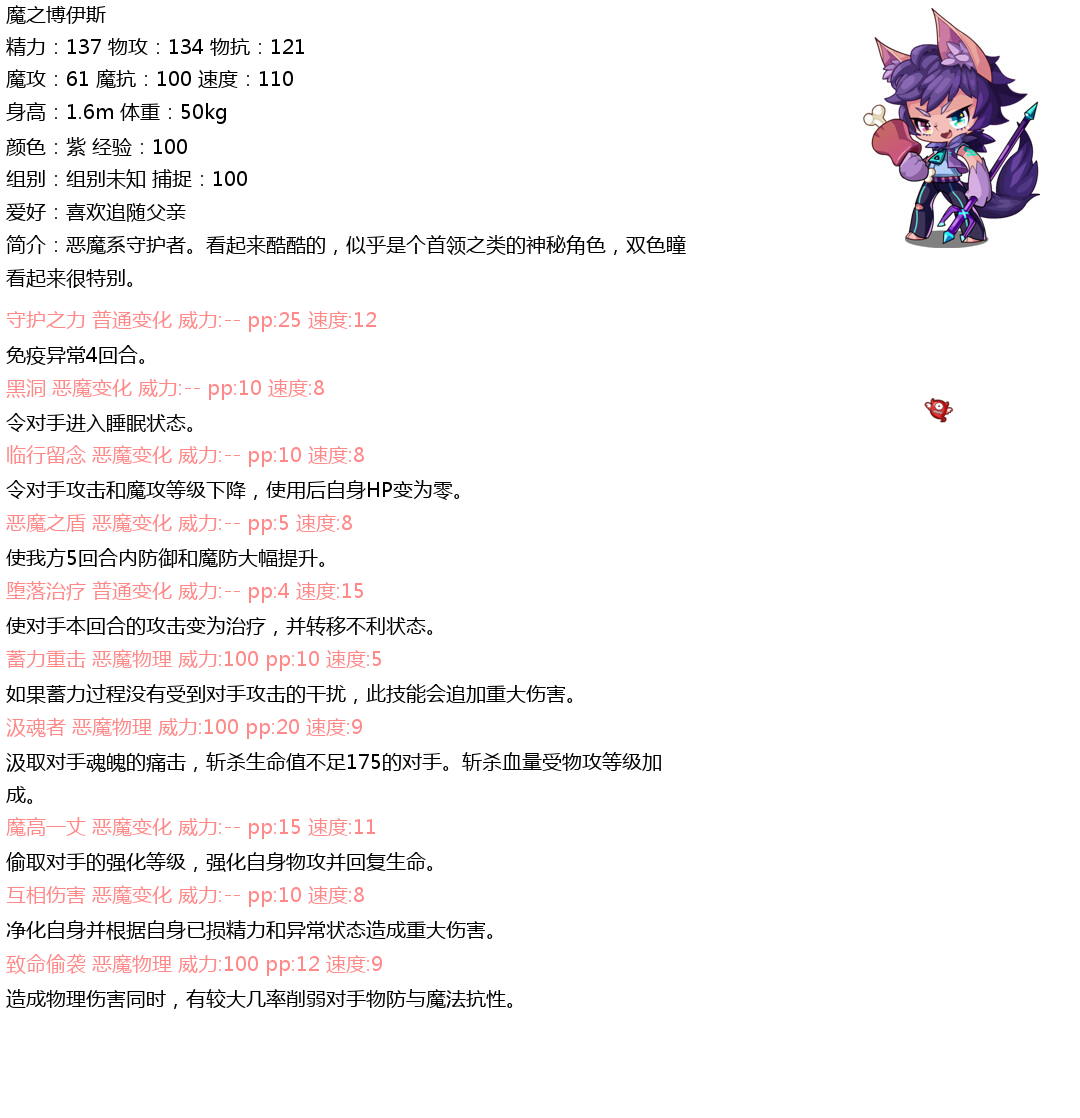 魔之博伊斯
精力：137 物攻：134 物抗：121
魔攻：61 魔抗：100 速度：110
身高：1.6m 体重：50kg
颜色：紫 经验：100
组别：组别未知 捕捉：100
爱好：喜欢追随父亲
简介：恶魔系守护者。看起来酷酷的，似乎是个首领之类的神秘角色，双色瞳
看起来很特别。
守护之力 普通变化 威力:-- pp:25 速度:12
免疫异常4回合。
黑洞 恶魔变化 威力:-- pp:10 速度:8
令对手进入睡眠状态。
临行留念 恶魔变化 威力:-- pp:10 速度:8
令对手攻击和魔攻等级下降，使用后自身HP变为零。
恶魔之盾 恶魔变化 威力:-- pp:5 速度:8
使我方5回合内防御和魔防大幅提升。
堕落治疗 普通变化 威力:-- pp:4 速度:15
使对手本回合的攻击变为治疗，并转移不利状态。
蓄力重击 恶魔物理 威力:100 pp:10 速度:5
如果蓄力过程没有受到对手攻击的干扰，此技能会追加重大伤害。
汲魂者 恶魔物理 威力:100 pp:20 速度:9
汲取对手魂魄的痛击，斩杀生命值不足175的对手。斩杀血量受物攻等级加
成。
魔高一丈 恶魔变化 威力:-- pp:15 速度:11
偷取对手的强化等级，强化自身物攻并回复生命。
互相伤害 恶魔变化 威力:-- pp:10 速度:8
净化自身并根据自身已损精力和异常状态造成重大伤害。
致命偷袭 恶魔物理 威力:100 pp:12 速度:9
造成物理伤害同时，有较大几率削弱对手物防与魔法抗性。